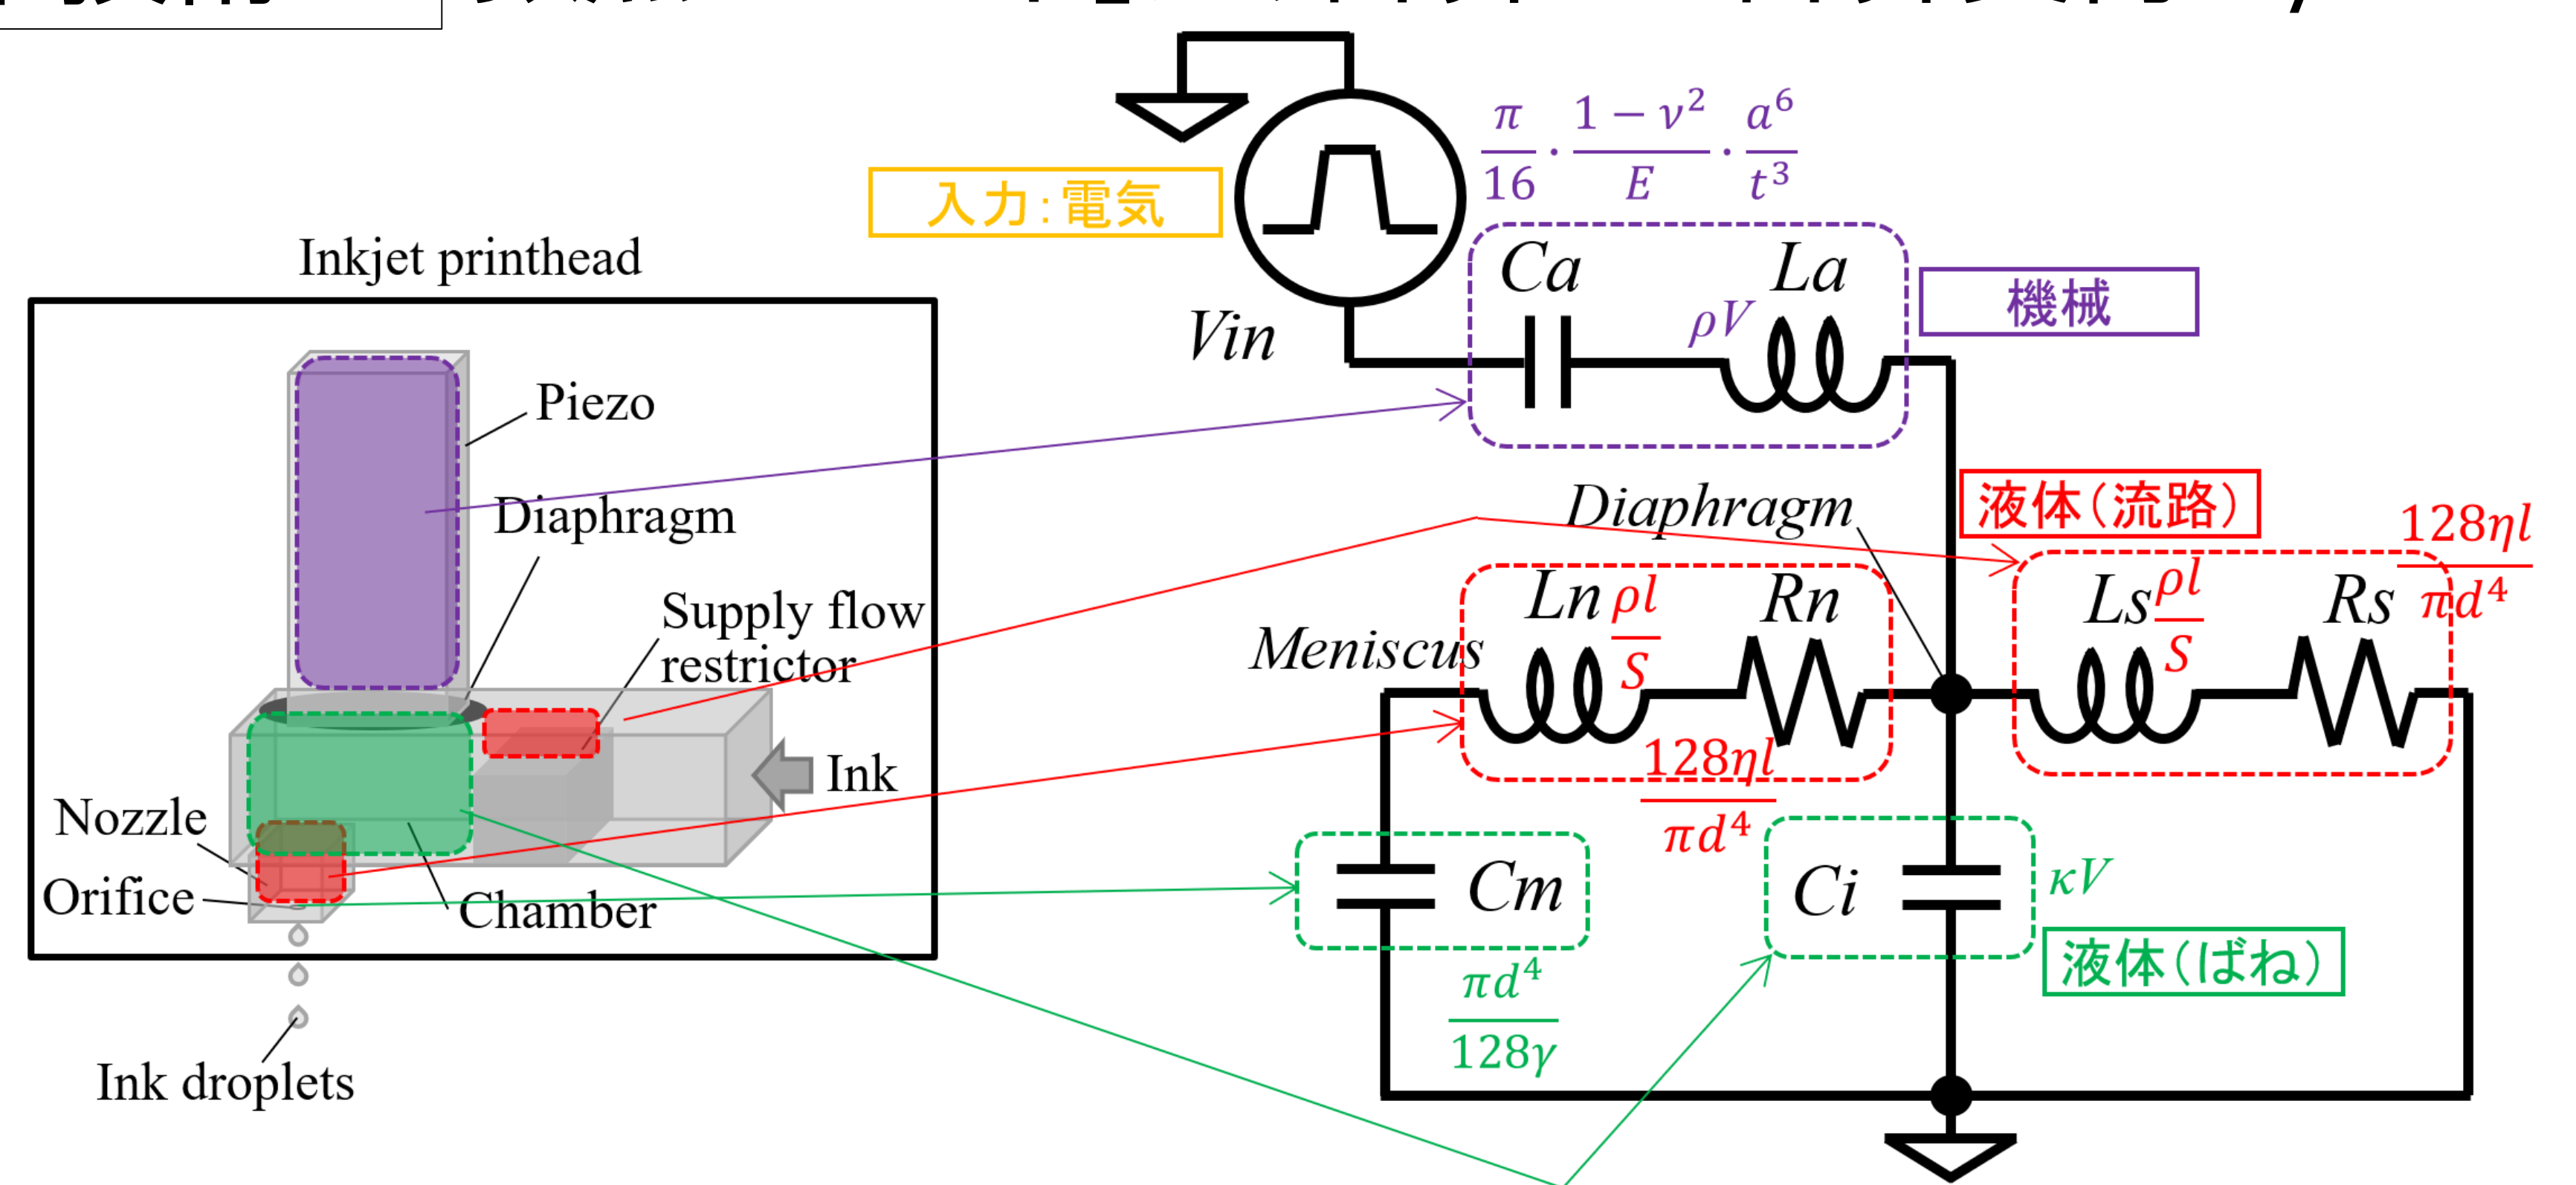 Inkjet printhead
Piezo
Diaphragm
Supply flow
restrictor
Ink
Nozzle
Orifice
Chamber
Ink droplets
入力:電気
Vin
π/16 · (1 − ν²)/E · a⁶/t³
Ca
La
ρV
機械
Diaphragm
液体(流路)
Meniscus
Ln
ρl/S
Rn
128ηl/πd⁴
Ls
ρl/S
Rs
128ηl/πd⁴
Cm
πd⁴/128γ
Ci
κV
液体(ばね)